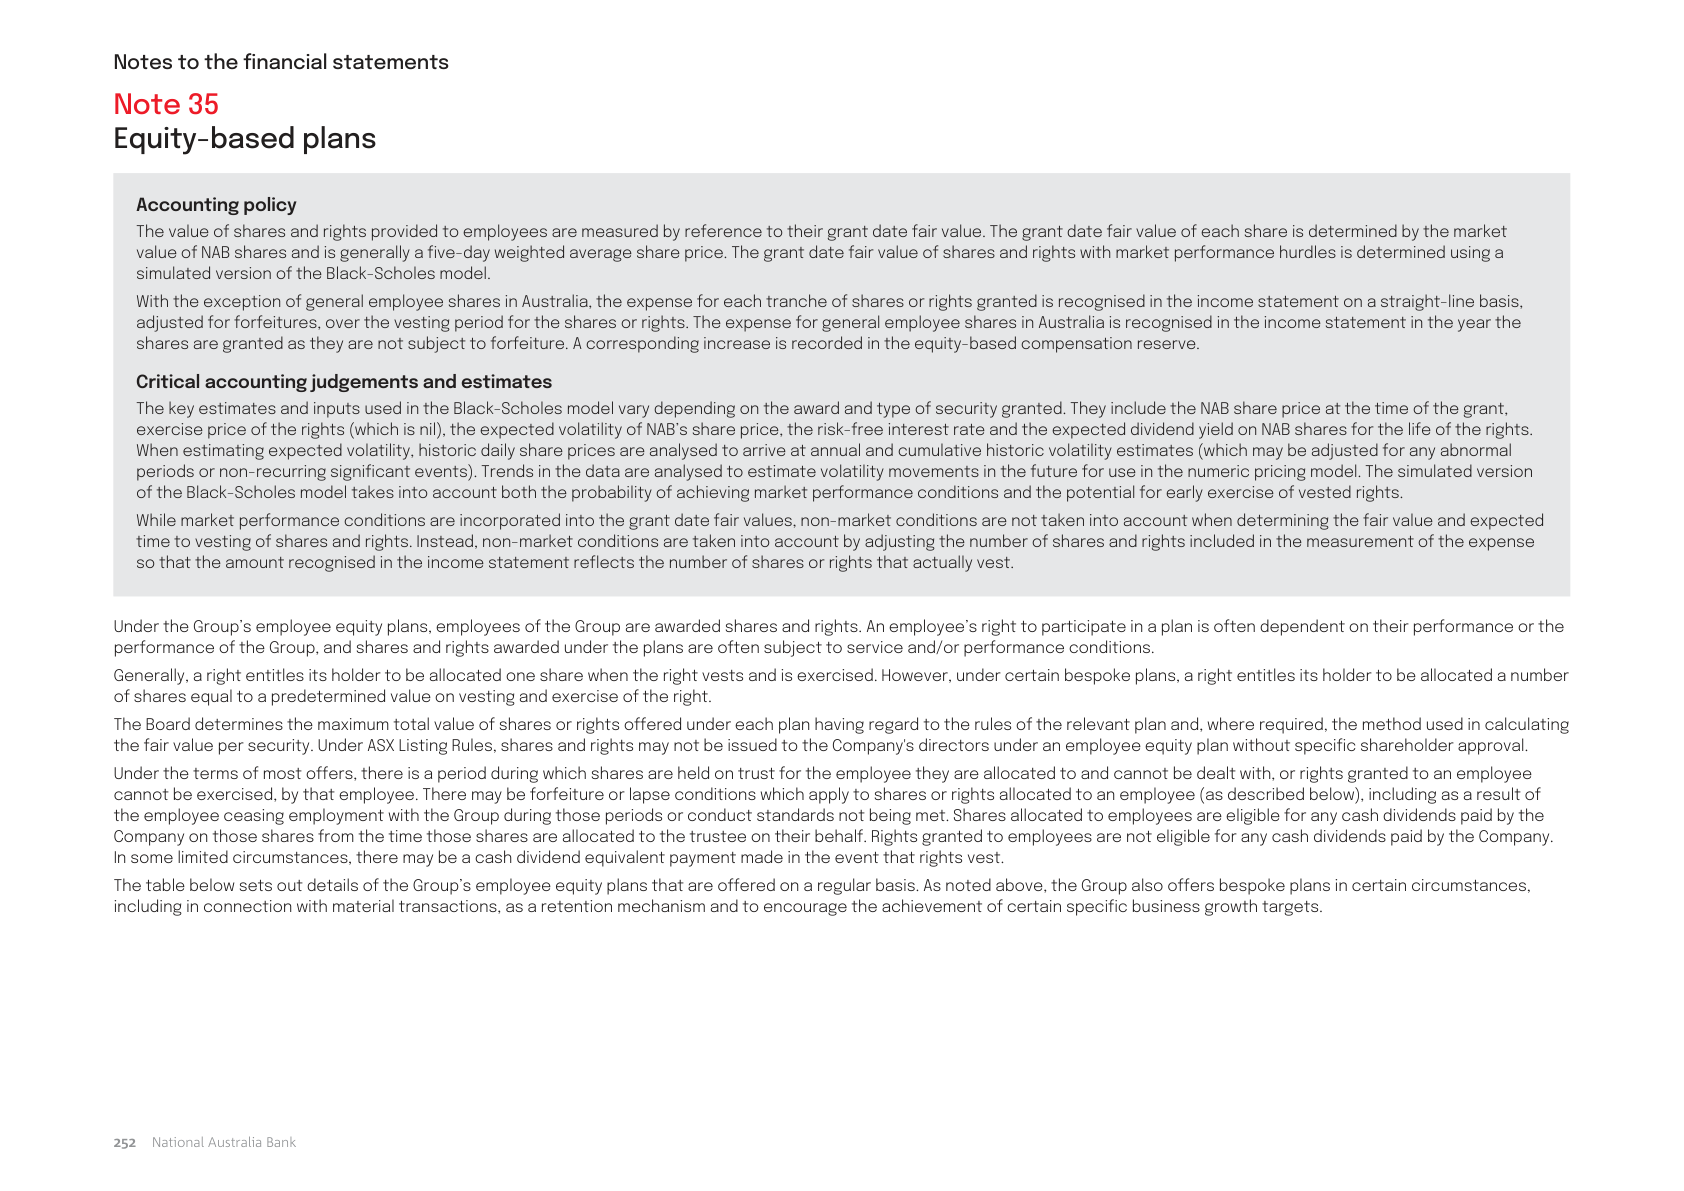 Notes to the financial statements
Note 35
Equity-based plans
Accounting policy
The value of shares and rights provided to employees are measured by reference to their grant date fair value. The grant date fair value of each share is determined by the market
value of NAB shares and is generally a five-day weighted average share price. The grant date fair value of shares and rights with market performance hurdles is determined using a
simulated version of the Black-Scholes model.
With the exception of general employee shares in Australia, the expense for each tranche of shares or rights granted is recognised in the income statement on a straight-line basis,
adjusted for forfeitures, over the vesting period for the shares or rights. The expense for general employee shares in Australia is recognised in the income statement in the year the
shares are granted as they are not subject to forfeiture. A corresponding increase is recorded in the equity-based compensation reserve.
Critical accounting judgements and estimates
The key estimates and inputs used in the Black-Scholes model vary depending on the award and type of security granted. They include the NAB share price at the time of the grant,
exercise price of the rights (which is nil), the expected volatility of NAB's share price, the risk-free interest rate and the expected dividend yield on NAB shares for the life of the rights.
When estimating expected volatility, historic daily share prices are analysed to arrive at annual and cumulative historic volatility estimates (which may be adjusted for any abnormal
periods or non-recurring significant events). Trends in the data are analysed to estimate volatility movements in the future for use in the numeric pricing model. The simulated version
of the Black-Scholes model takes into account both the probability of achieving market performance conditions and the potential for early exercise of vested rights.
While market performance conditions are incorporated into the grant date fair values, non-market conditions are not taken into account when determining the fair value and expected
time to vesting of shares and rights. Instead, non-market conditions are taken into account by adjusting the number of shares and rights included in the measurement of the expense
so that the amount recognised in the income statement reflects the number of shares or rights that actually vest.
Under the Group's employee equity plans, employees of the Group are awarded shares and rights. An employee's right to participate in a plan is often dependent on their performance or the
performance of the Group, and shares and rights awarded under the plans are often subject to service and/or performance conditions.
Generally, a right entitles its holder to be allocated one share when the right vests and is exercised. However, under certain bespoke plans, a right entitles its holder to be allocated a number
of shares equal to a predetermined value on vesting and exercise of the right.
The Board determines the maximum total value of shares or rights offered under each plan having regard to the rules of the relevant plan and, where required, the method used in calculating
the fair value per security. Under ASX Listing Rules, shares and rights may not be issued to the Company's directors under an employee equity plan without specific shareholder approval.
Under the terms of most offers, there is a period during which shares are held on trust for the employee they are allocated to and cannot be dealt with, or rights granted to an employee
cannot be exercised, by that employee. There may be forfeiture or lapse conditions which apply to shares or rights allocated to an employee (as described below), including as a result of
the employee ceasing employment with the Group during those periods or conduct standards not being met. Shares allocated to employees are eligible for any cash dividends paid by the
Company on those shares from the time those shares are allocated to the trustee on their behalf. Rights granted to employees are not eligible for any cash dividends paid by the Company.
In some limited circumstances, there may be a cash dividend equivalent payment made in the event that rights vest.
The table below sets out details of the Group's employee equity plans that are offered on a regular basis. As noted above, the Group also offers bespoke plans in certain circumstances,
including in connection with material transactions, as a retention mechanism and to encourage the achievement of certain specific business growth targets.
252 National Australia Bank